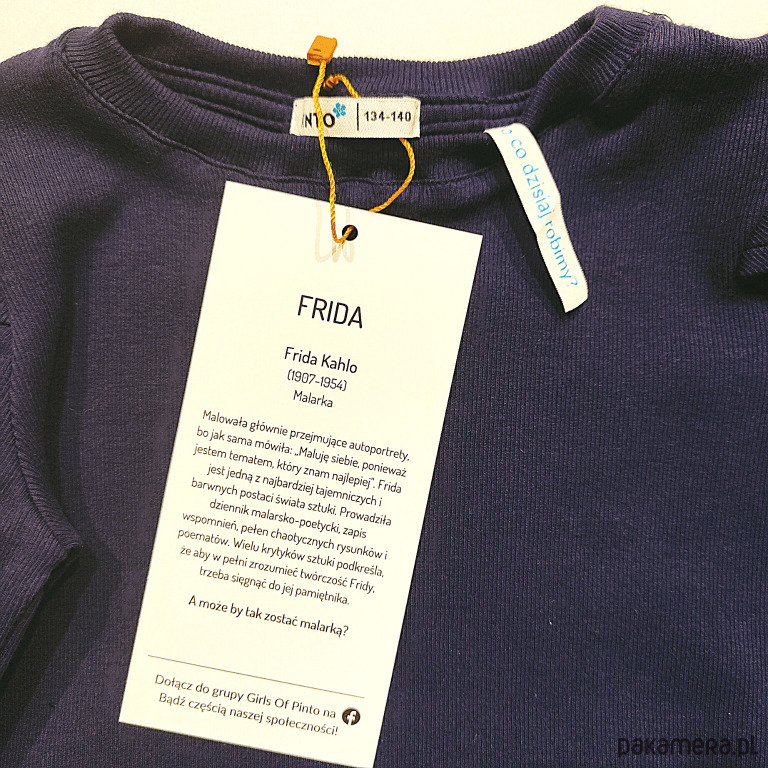 NTO | 134-140
co dzisiaj robimy?
FRIDA
Frida Kahlo
(1907-1954)
Malarka
Malowała głównie przejmujące autoportrety,
bo jak sama mówiła: „Maluję siebie, ponieważ
jestem tematem, który znam najlepiej”. Frida
jest jedną z najbardziej tajemniczych i
barwnych postaci świata sztuki. Prowadziła
dziennik malarsko-poetycki, zapis
wspomnień, pełen chaotycznych rysunków i
poematów. Wielu krytyków sztuki podkreśla,
że aby w pełni zrozumieć twórczość Fridy,
trzeba sięgnąć do jej pamiętnika.
A może by tak zostać malarką?
Dołącz do grupy Girls Of Pinto na f
Bądź częścią naszej społeczności!
pakamera.pl